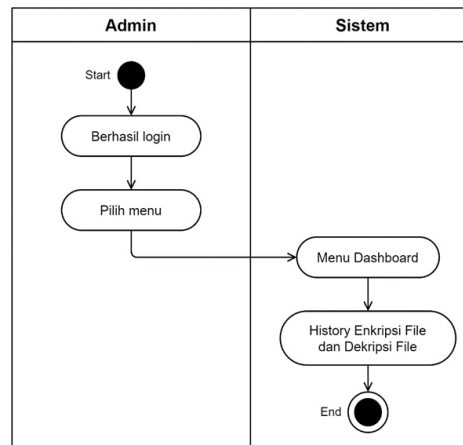 Admin
Sistem
Start
Berhasil login
Pilih menu
Menu Dashboard
History Enkripsi File
dan Dekripsi File
End